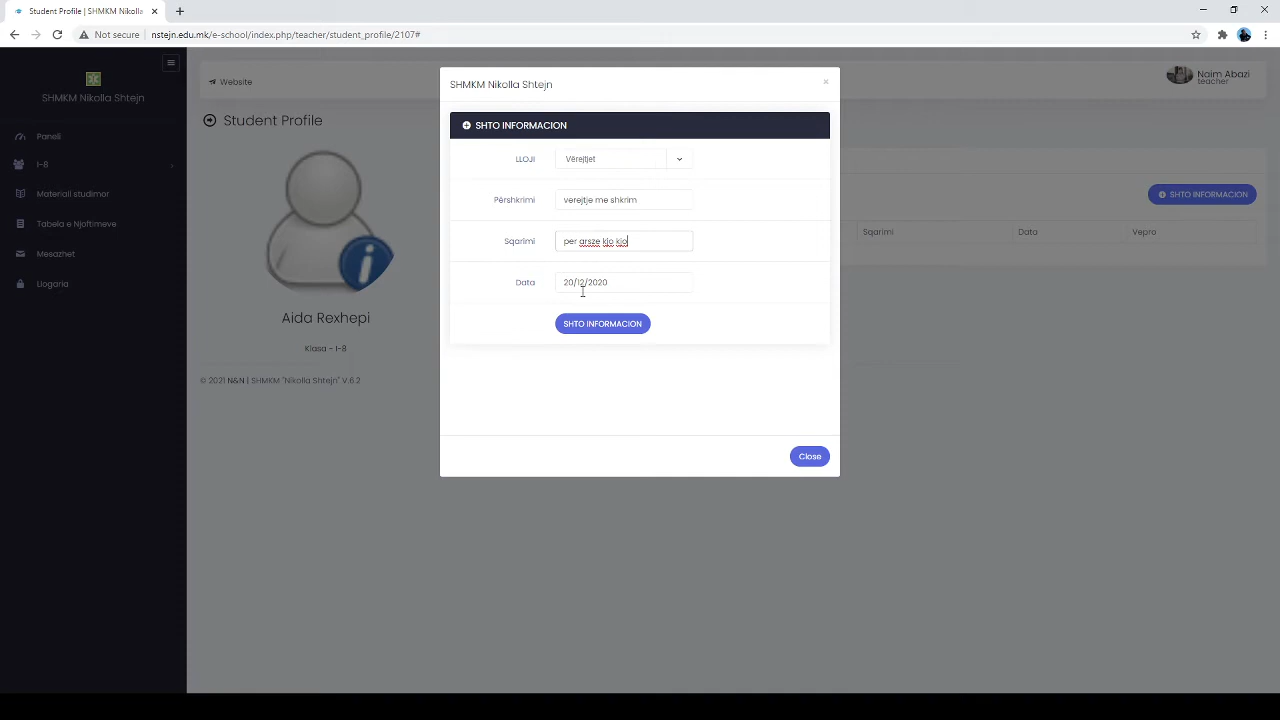 Student Profile | SHMKM Nikolla
Not secure
nstejn.edu.mk/e-school/index.php/teacher/student_profile/2107#
SHMKM Nikolla Shtejn
Paneli
I-8
Materiali studimor
Tabela e Njoftimeve
Mesazhet
Llogaria
Website
Naim Abazi
teacher
Student Profile
Aida Rexhepi
Klasa - I-8
© 2021 N&N | SHMKM "Nikolla Shtejn" V.6.2
SHTO INFORMACION
Sqarimi
Data
Vepro
SHMKM Nikolla Shtejn
×
SHTO INFORMACION
LLOJI
Vërejtjet
Përshkrimi
verejtje me shkrim
Sqarimi
per arsze kjo kjo
Data
20/12/2020
SHTO INFORMACION
Close